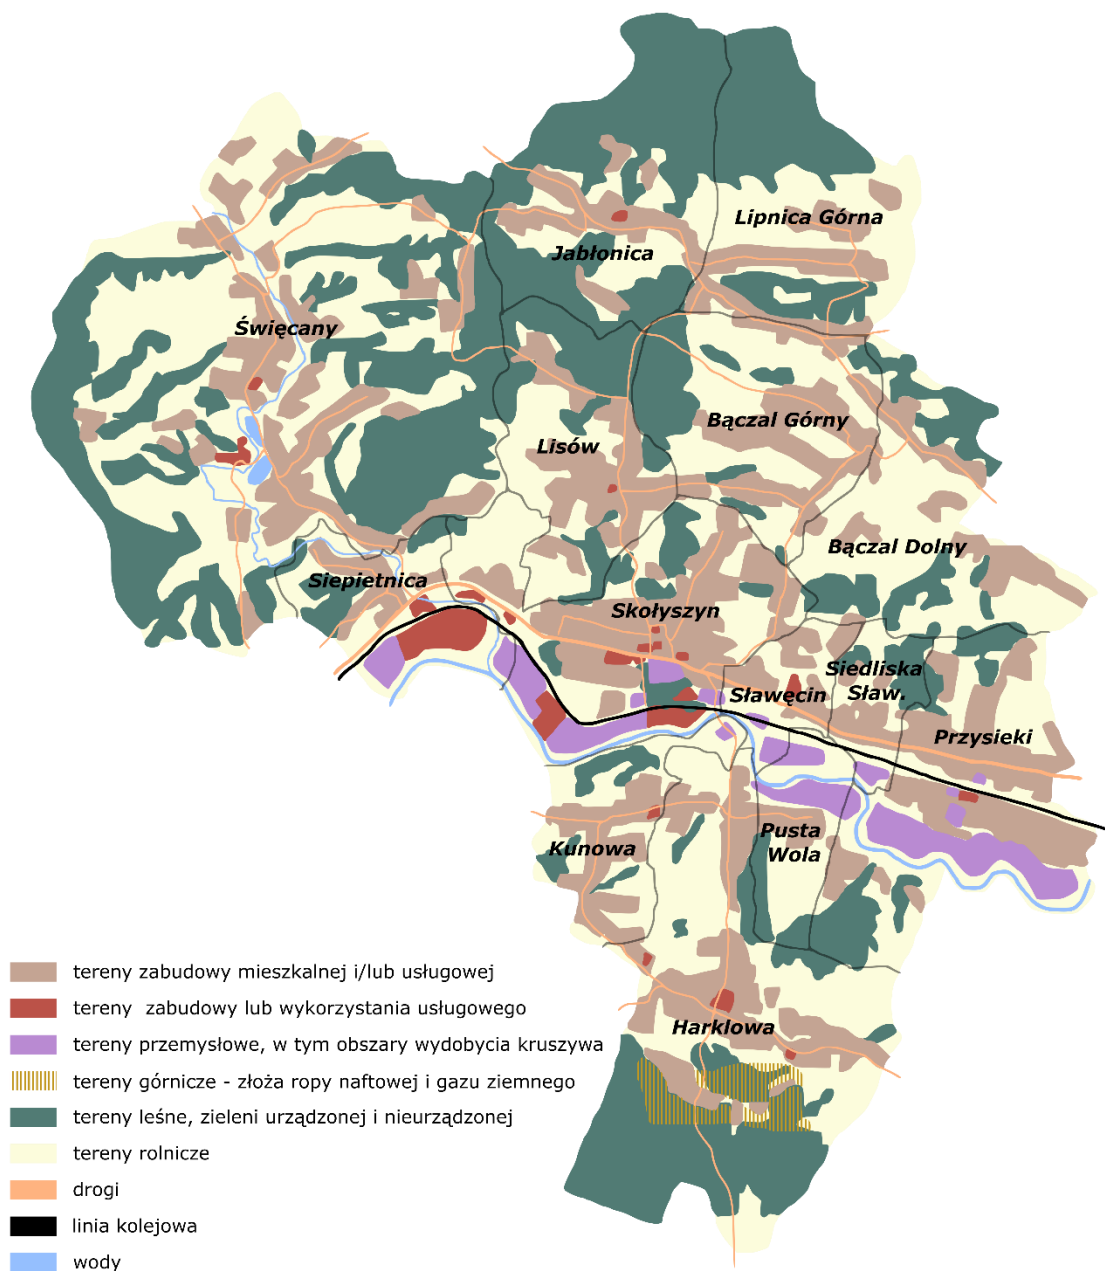 Lipnica Górna
Jabłonica
Święcany
Bączal Górny
Lisów
Bączal Dolny
Siepietnica
Skołyszyn
Siedliska
Sław.
Sławęcin
Przysieki
Pusta
Wola
Kunowa
Harklowa
tereny zabudowy mieszkalnej i/lub usługowej
tereny zabudowy lub wykorzystania usługowego
tereny przemysłowe, w tym obszary wydobycia kruszywa
tereny górnicze - złoża ropy naftowej i gazu ziemnego
tereny leśne, zieleni urządzonej i nieurządzonej
tereny rolnicze
drogi
linia kolejowa
wody